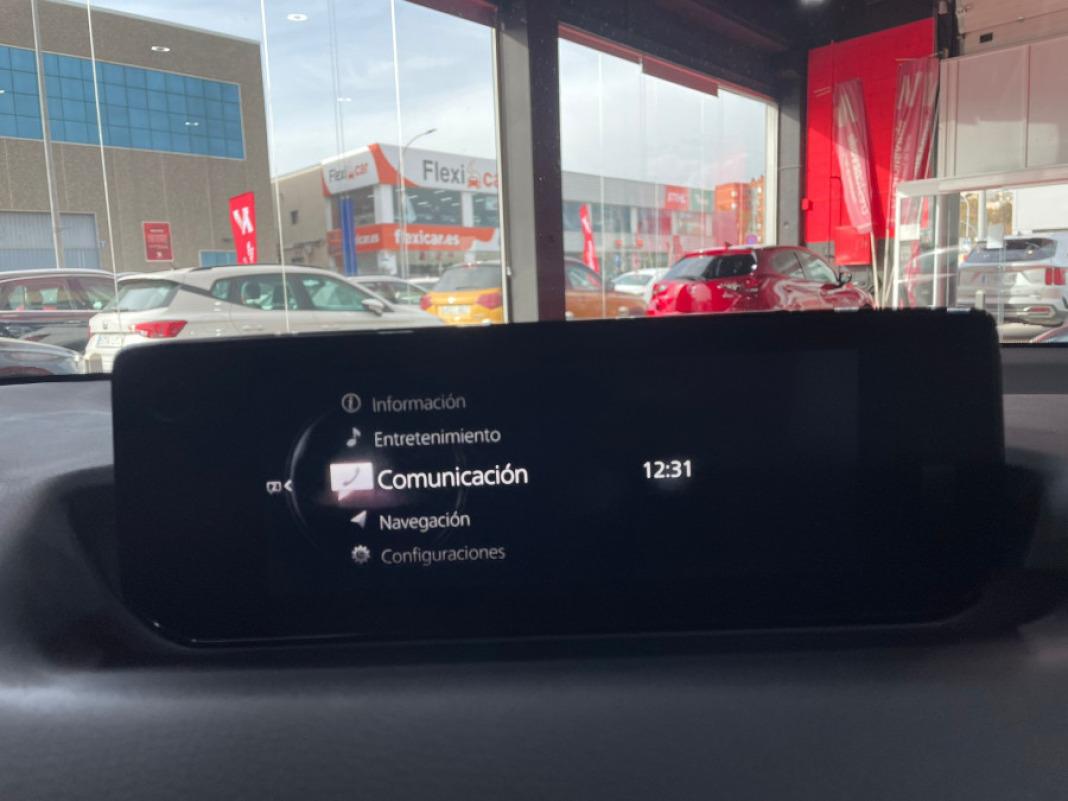 Flexicar
Flexicar
flexicar.es
Información
Entretenimiento
Comunicación
12:31
Navegación
Configuraciones